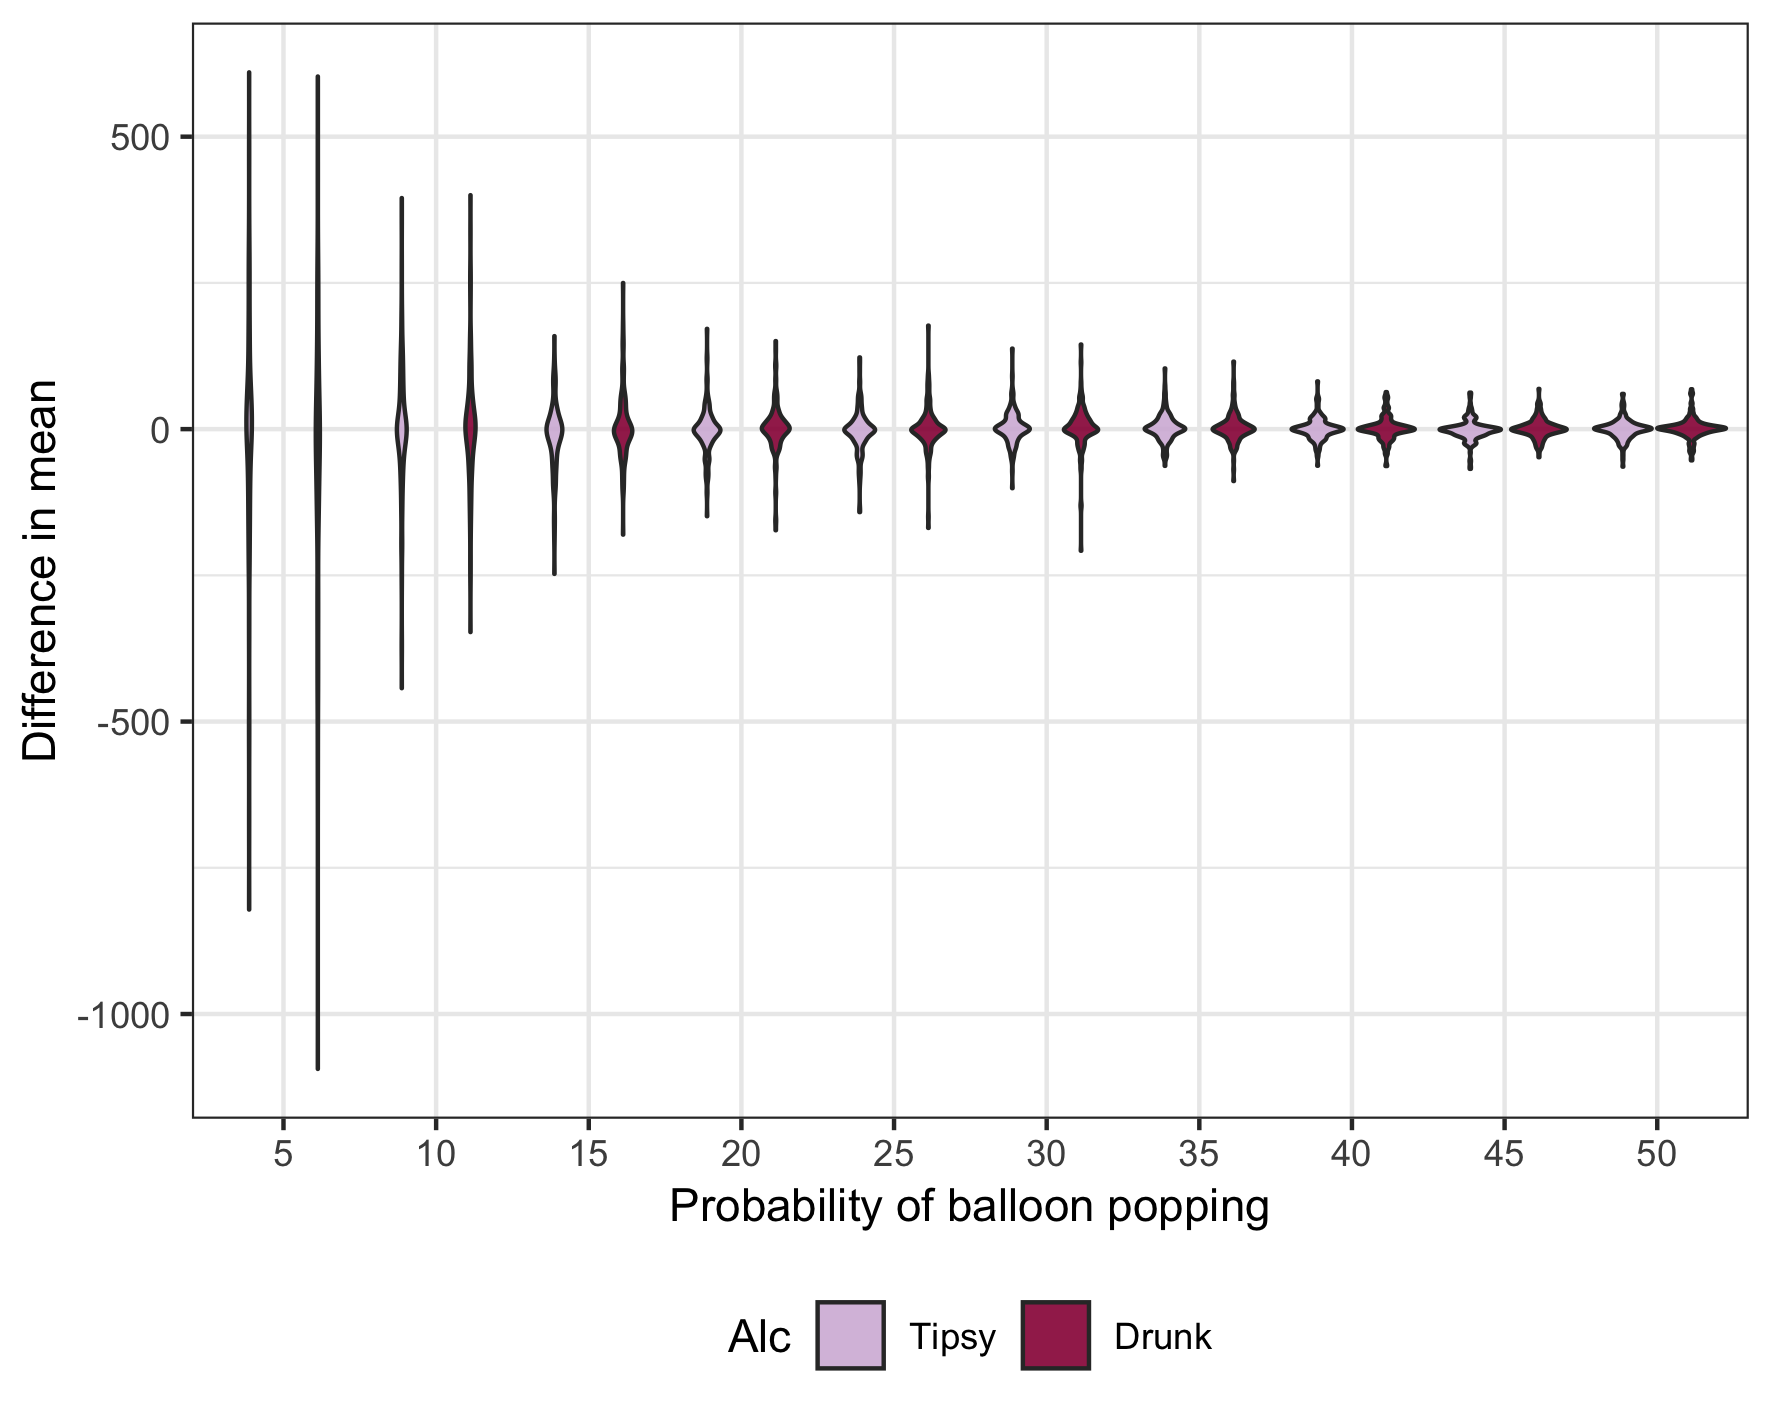 500
0
-500
-1000
Difference in mean
5 10 15 20 25 30 35 40 45 50
Probability of balloon popping
Alc Tipsy Drunk